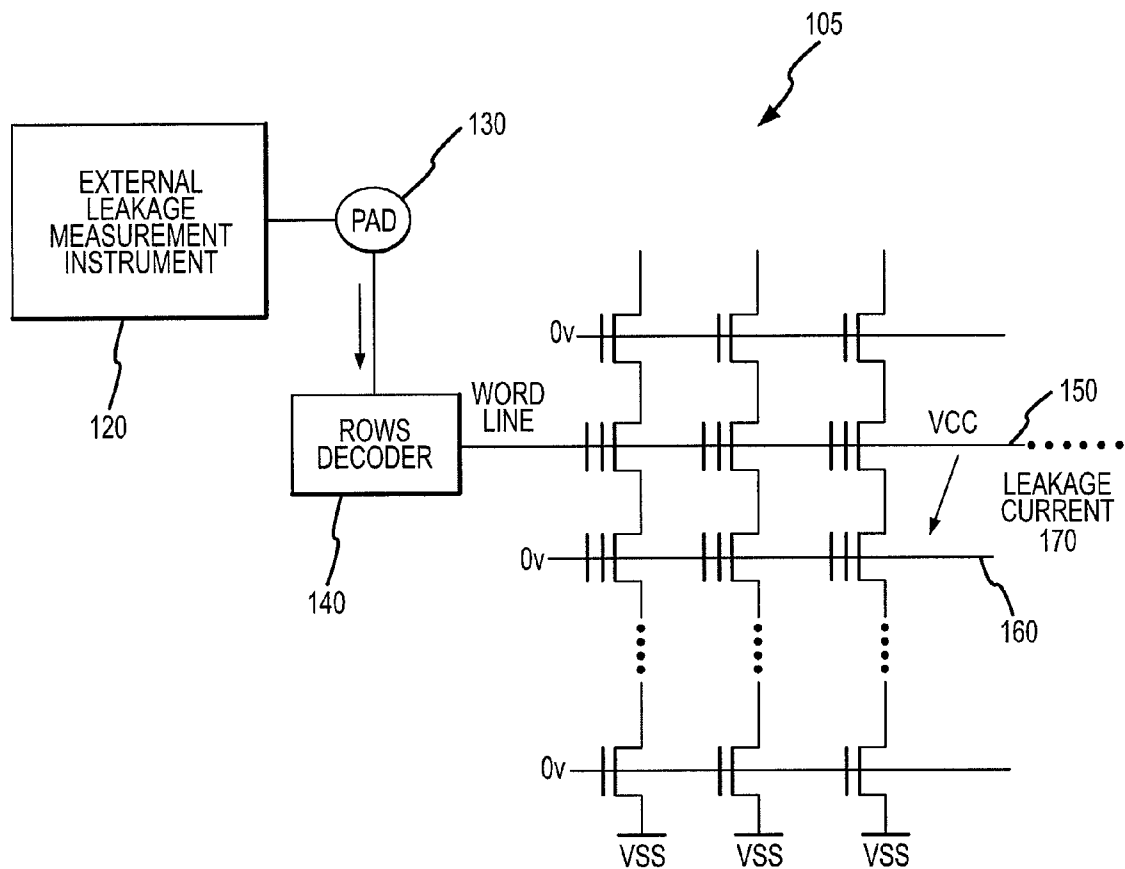 105
130
EXTERNAL
LEAKAGE
MEASUREMENT
INSTRUMENT
PAD
120
0v
WORD
LINE
ROWS
DECODER
140
VCC
150
LEAKAGE
CURRENT
170
0v
160
0v
VSS VSS VSS